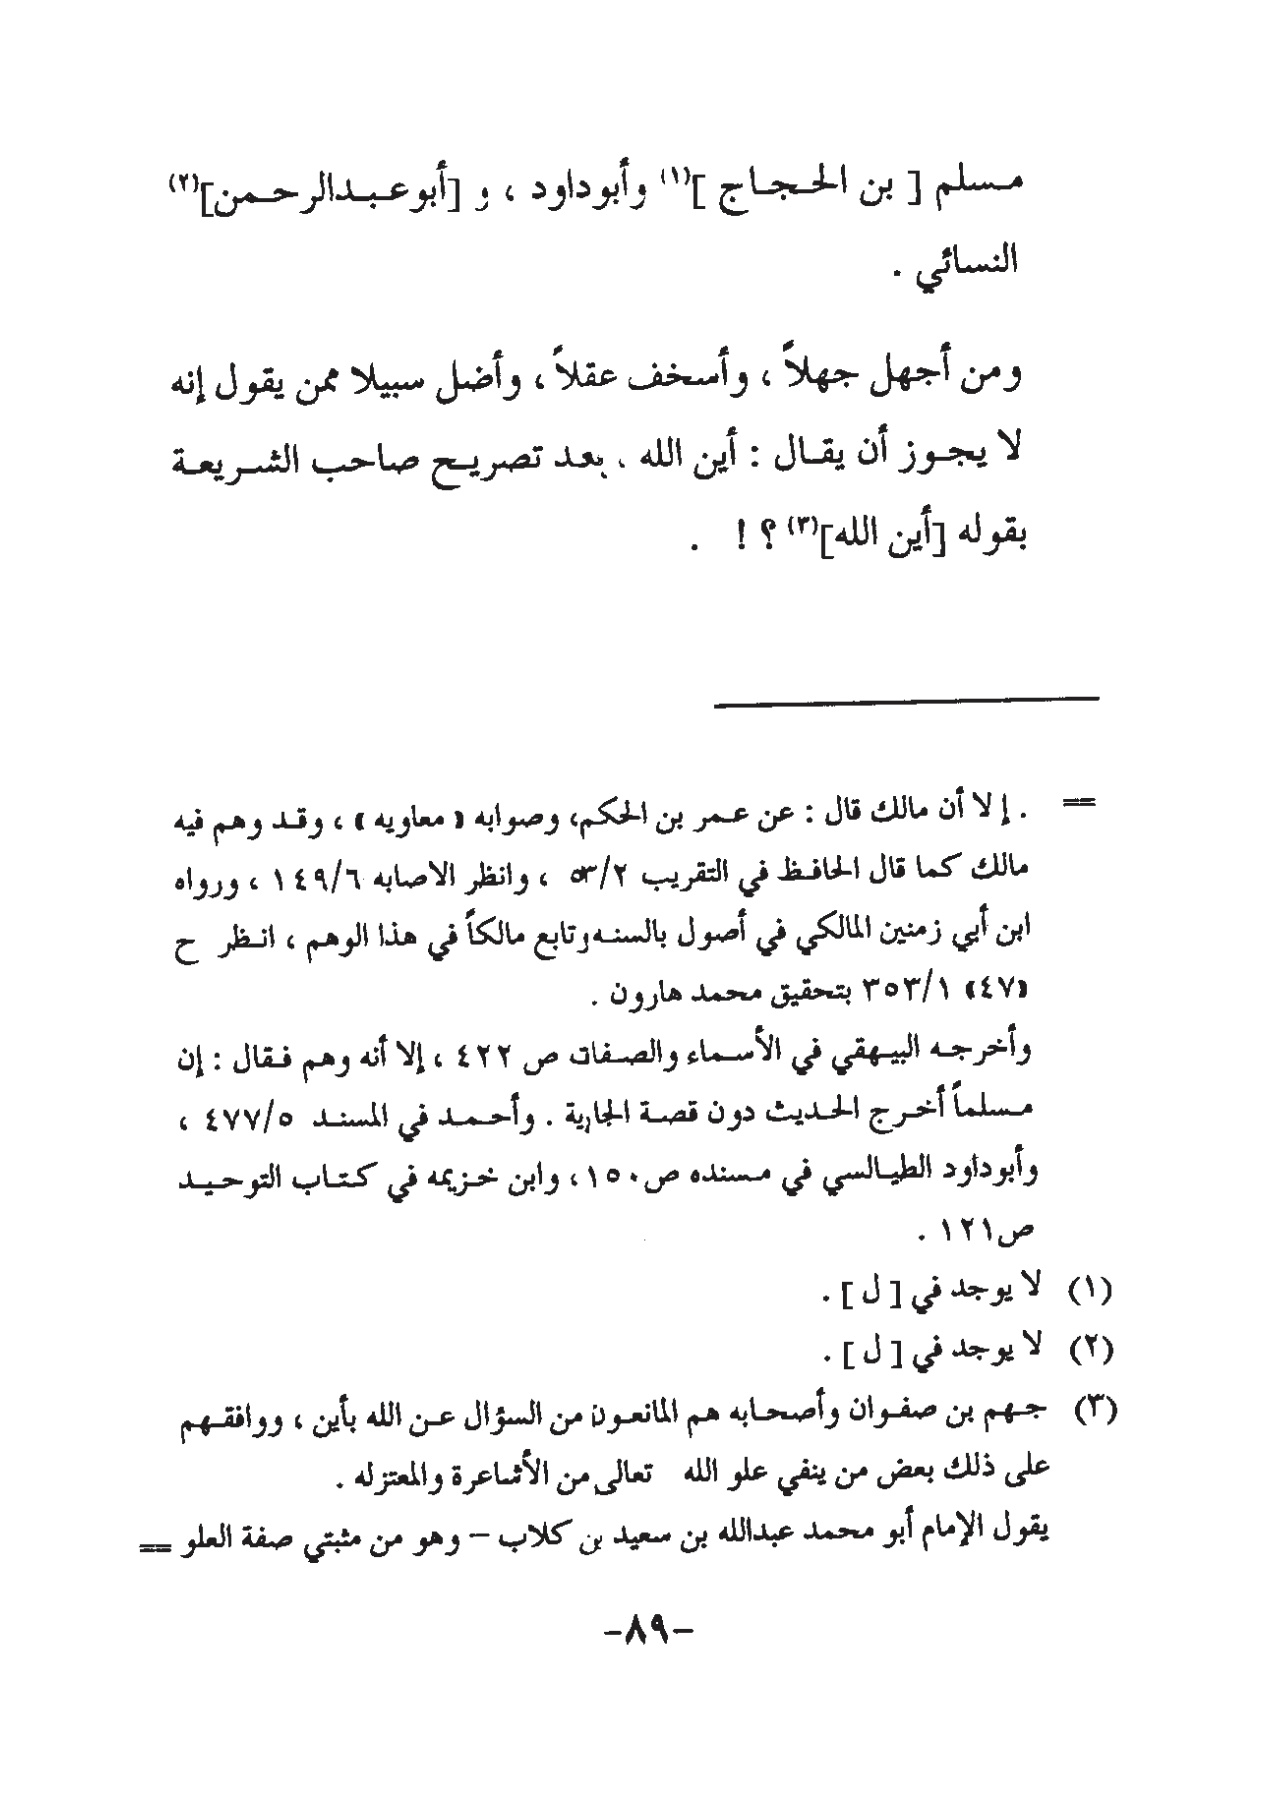 مسلم [ بن الحجاج ](١) وأبوداود ، و [أبوعبدالرحمن](٢)
النسائي .
ومن أجهل جهلاً ، وأسخف عقلاً ، وأضل سبيلا ممن يقول إنه
لا يجوز أن يقال : أين الله . بعد تصريح صاحب الشريعة
بقوله [أين الله](٣) ؟ ! .
== . إلا أن مالك قال : عن عمر بن الحكم، وصوابه ﴿ معاويه ﴾ ، وقد وهم فيه
مالك كما قال الحافظ في التقريب ٥٣/٢ ، وانظر الاصابه ١٤٩/٦ ، ورواه
ابن أبي زمنين المالكي في أصول بالسنه وتابع مالكاً في هذا الوهم ، انظر ح
﴿٤٧﴾ ٣٥٣/١ بتحقيق محمد هارون .
وأخرجه البيهقي في الأسماء والصفات ص ٤٢٢ ، إلا أنه وهم فقال : إن
مسلماً أخرج الحديث دون قصة الجارية . وأحمد في المسند ٤٧٧/٥ ،
وأبوداود الطيالسي في مسنده ص١٥٠ ، وابن خزيمه في كتاب التوحيد
ص١٢١ .
(١) لا يوجد في [ ل ] .
(٢) لا يوجد في [ ل ] .
(٣) جهم بن صفوان وأصحابه هم المانعون من السؤال عن الله بأين ، ووافقهم
على ذلك بعض من ينفي علو الله تعالى من الأشاعرة والمعتزله .
يقول الإمام أبو محمد عبدالله بن سعيد بن كلاب – وهو من مثبتي صفة العلو ==
-٨٩-